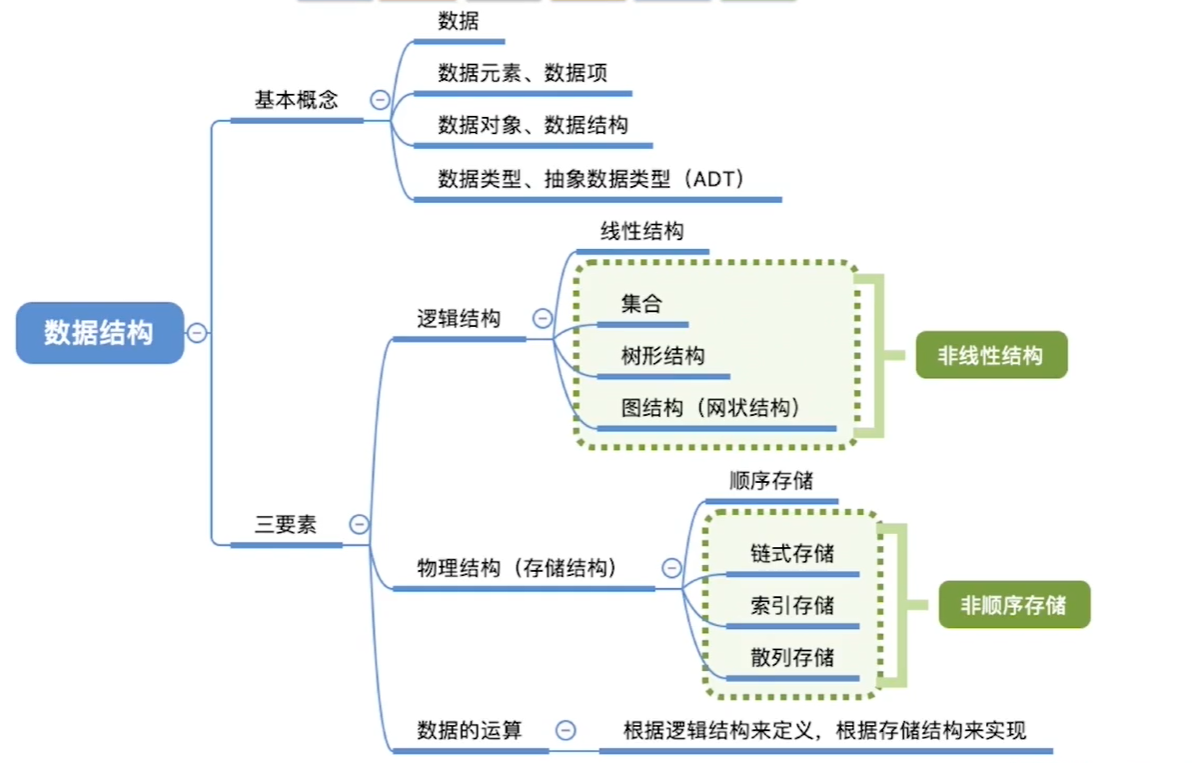 数据
数据元素、数据项
基本概念
数据对象、数据结构
数据类型、抽象数据类型（ADT）
线性结构
集合
逻辑结构
数据结构
树形结构
非线性结构
图结构（网状结构）
顺序存储
三要素
链式存储
物理结构（存储结构）
索引存储
非顺序存储
散列存储
数据的运算
根据逻辑结构来定义，根据存储结构来实现